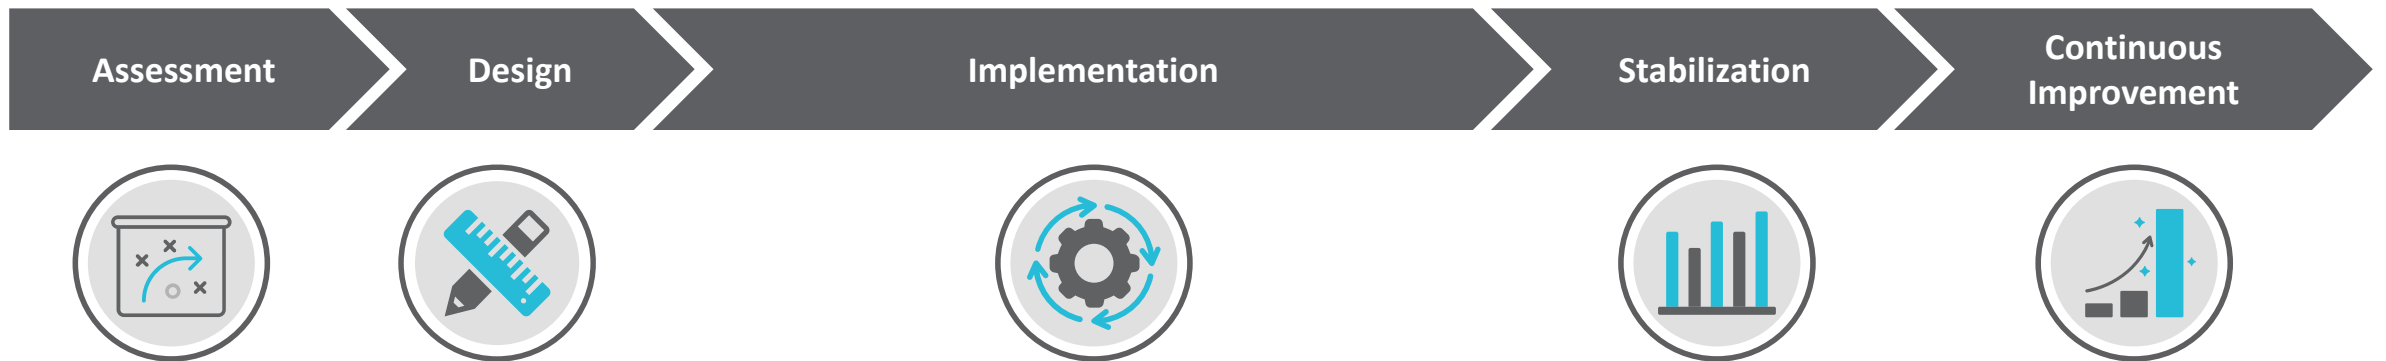 Assessment
Design
Implementation
Stabilization
Continuous
Improvement